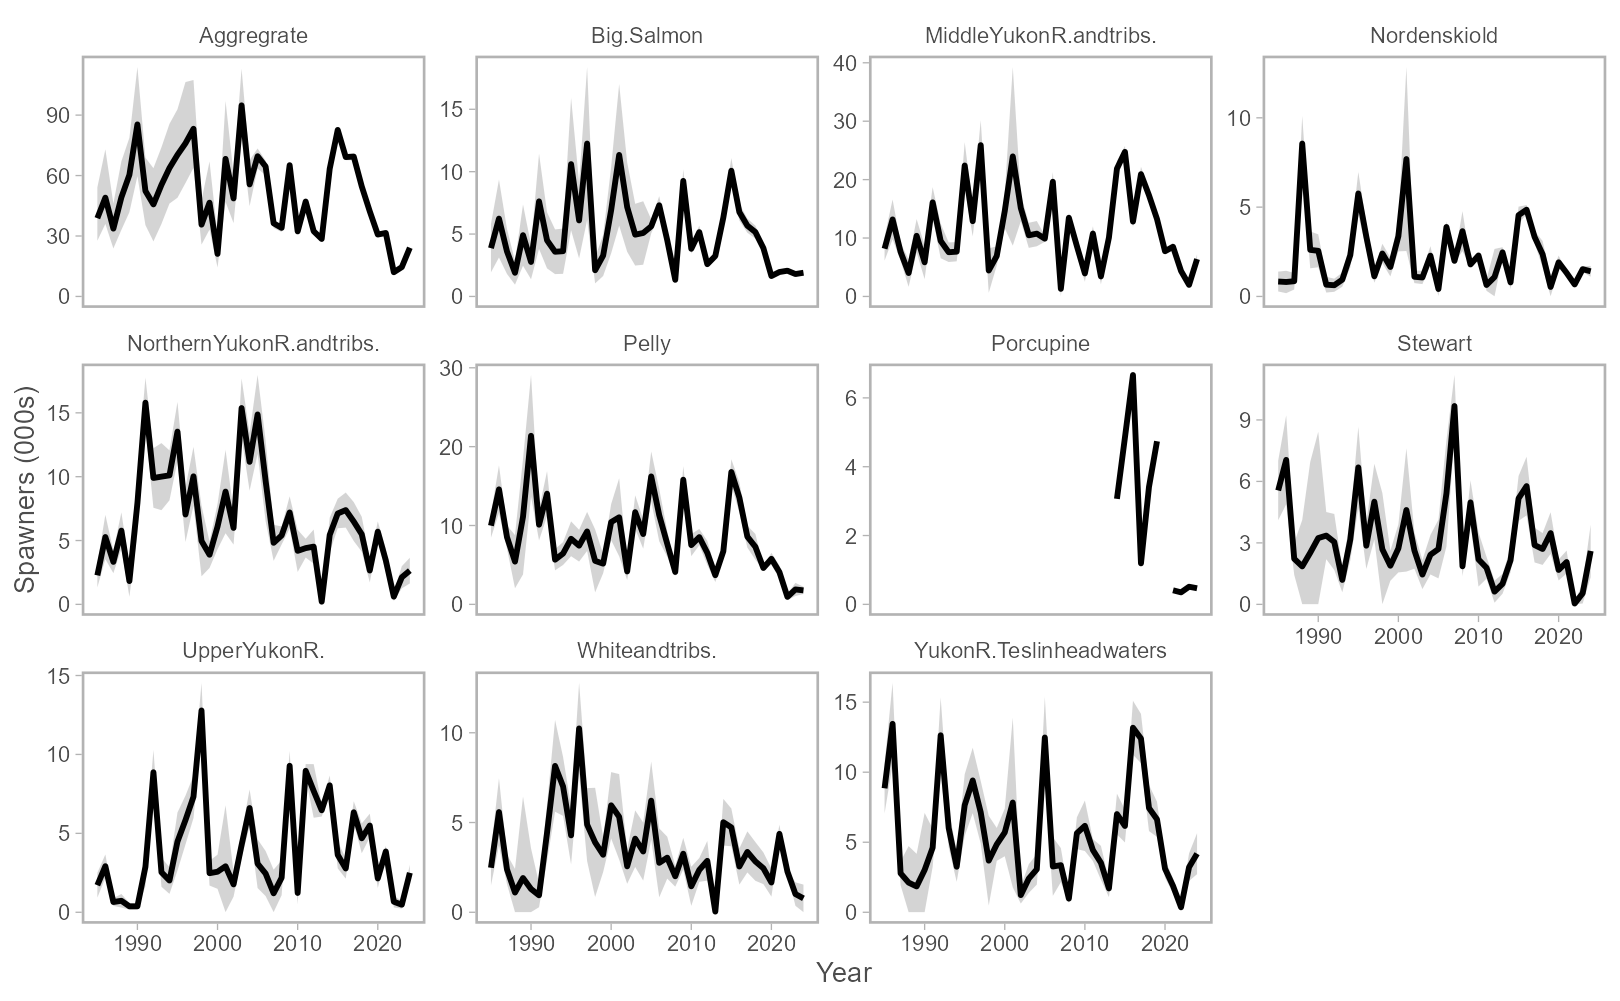 Aggregrate
Big.Salmon
MiddleYukonR.andtribs.
Nordenskiold
90
60
30
0
15
10
5
0
40
30
20
10
0
10
5
0
NorthernYukonR.andtribs.
Pelly
Porcupine
Stewart
15
10
5
0
30
20
10
0
6
4
2
0
9
6
3
0
1990 2000 2010 2020
Spawners (000s)
UpperYukonR.
Whiteandtribs.
YukonR.Teslinheadwaters
15
10
5
0
10
5
0
15
10
5
0
1990 2000 2010 2020
1990 2000 2010 2020
1990 2000 2010 2020
Year